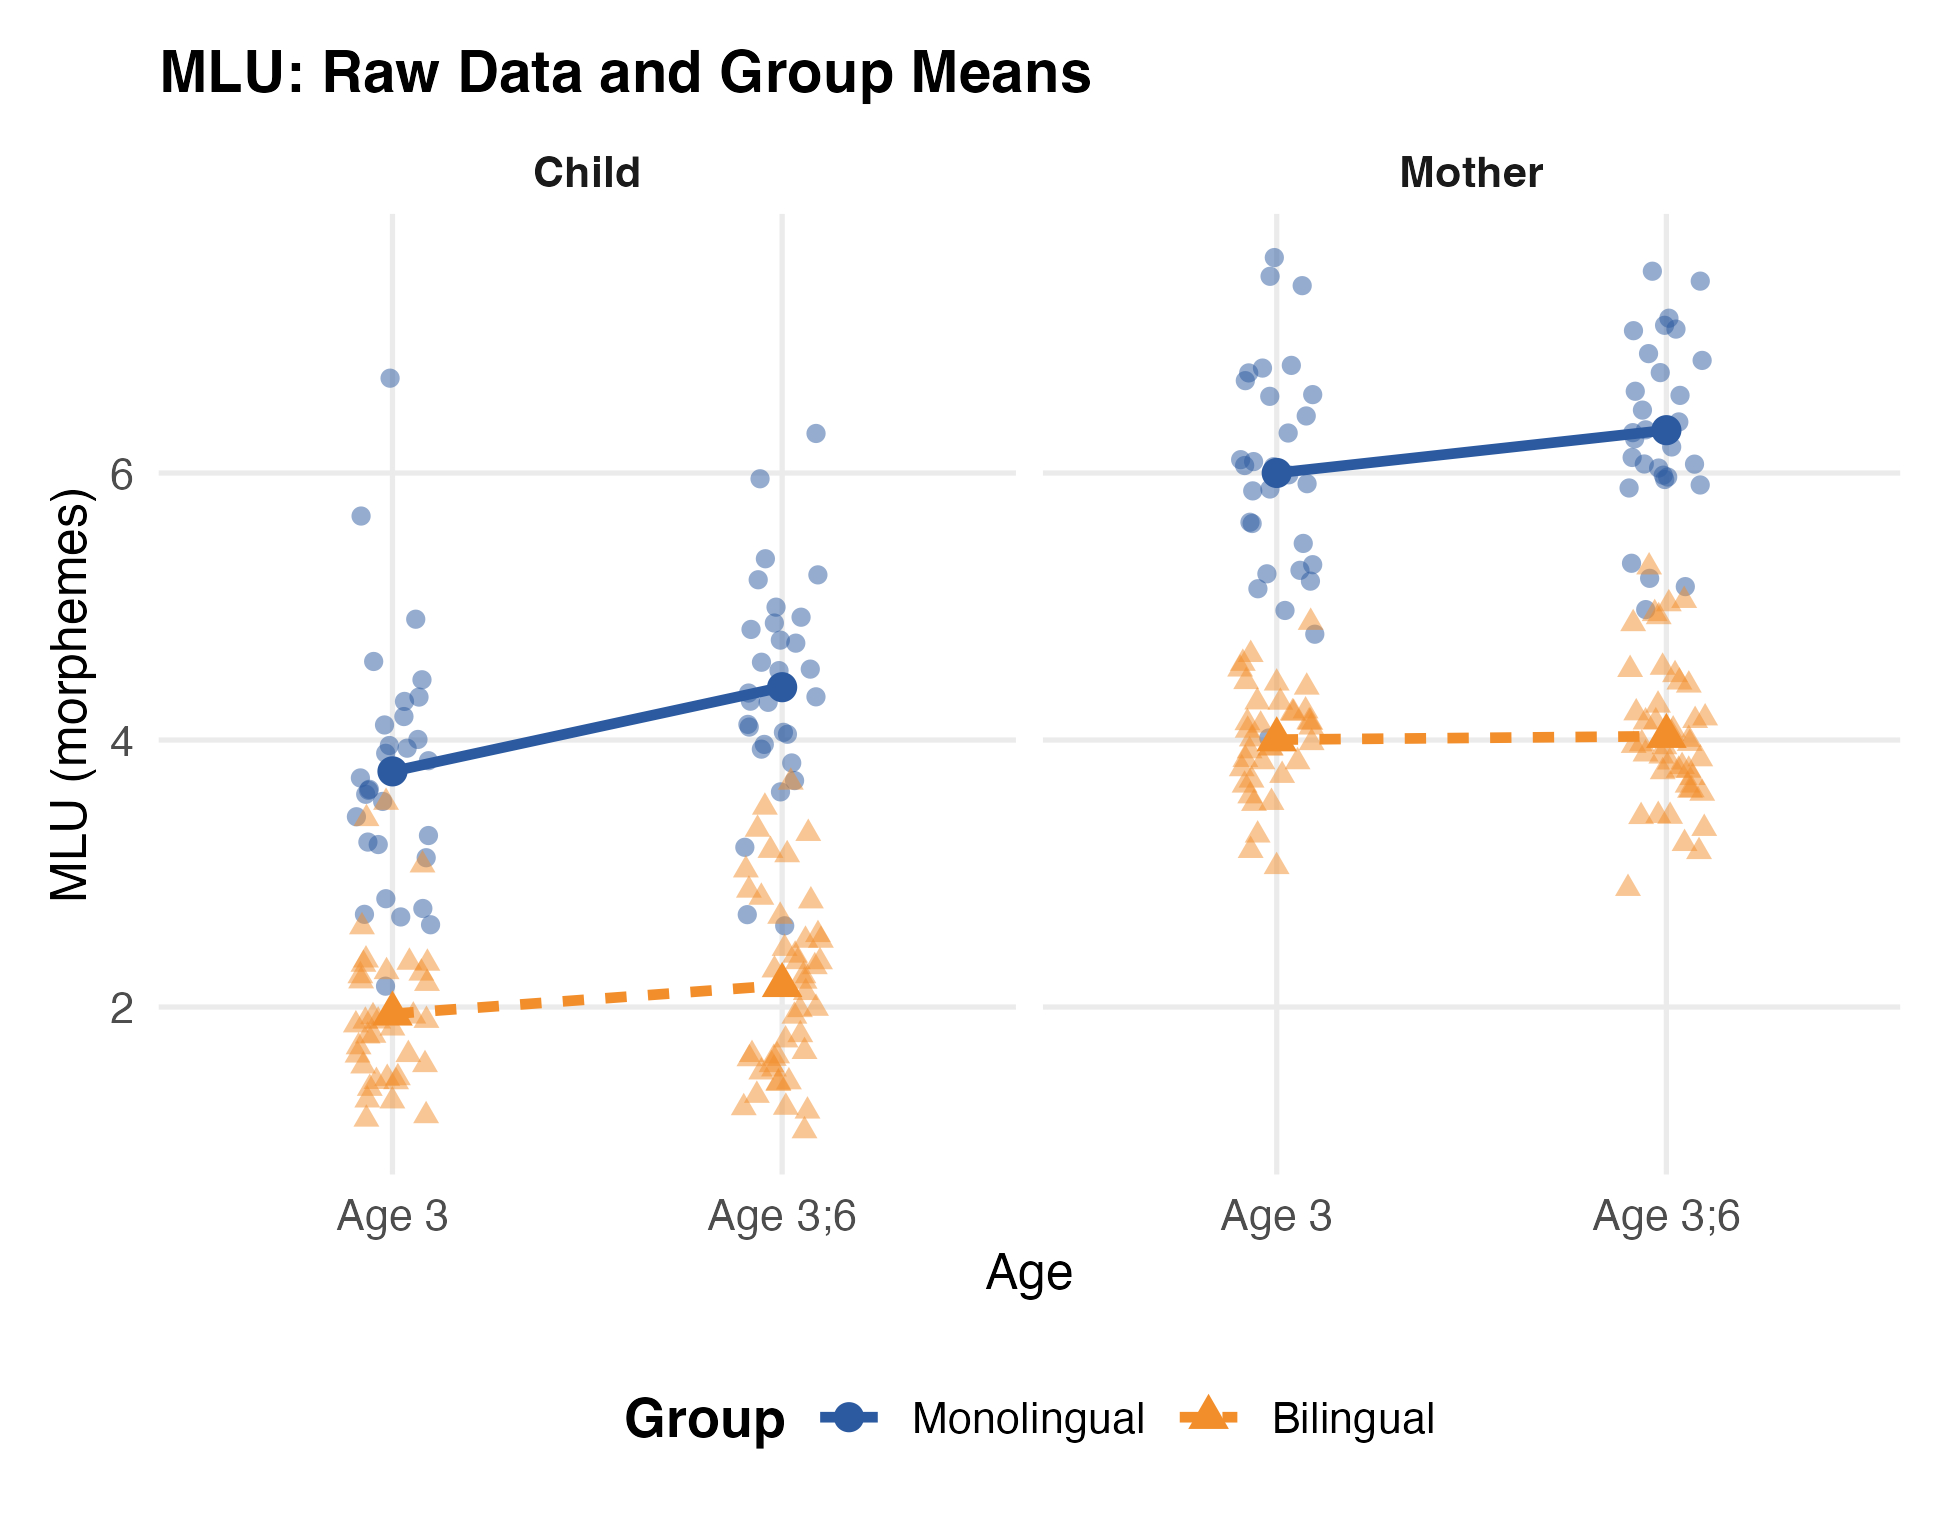 MLU: Raw Data and Group Means
Child
Mother
MLU (morphemes)
6
4
2
Age 3
Age 3;6
Age 3
Age 3;6
Age
Group
Monolingual
Bilingual